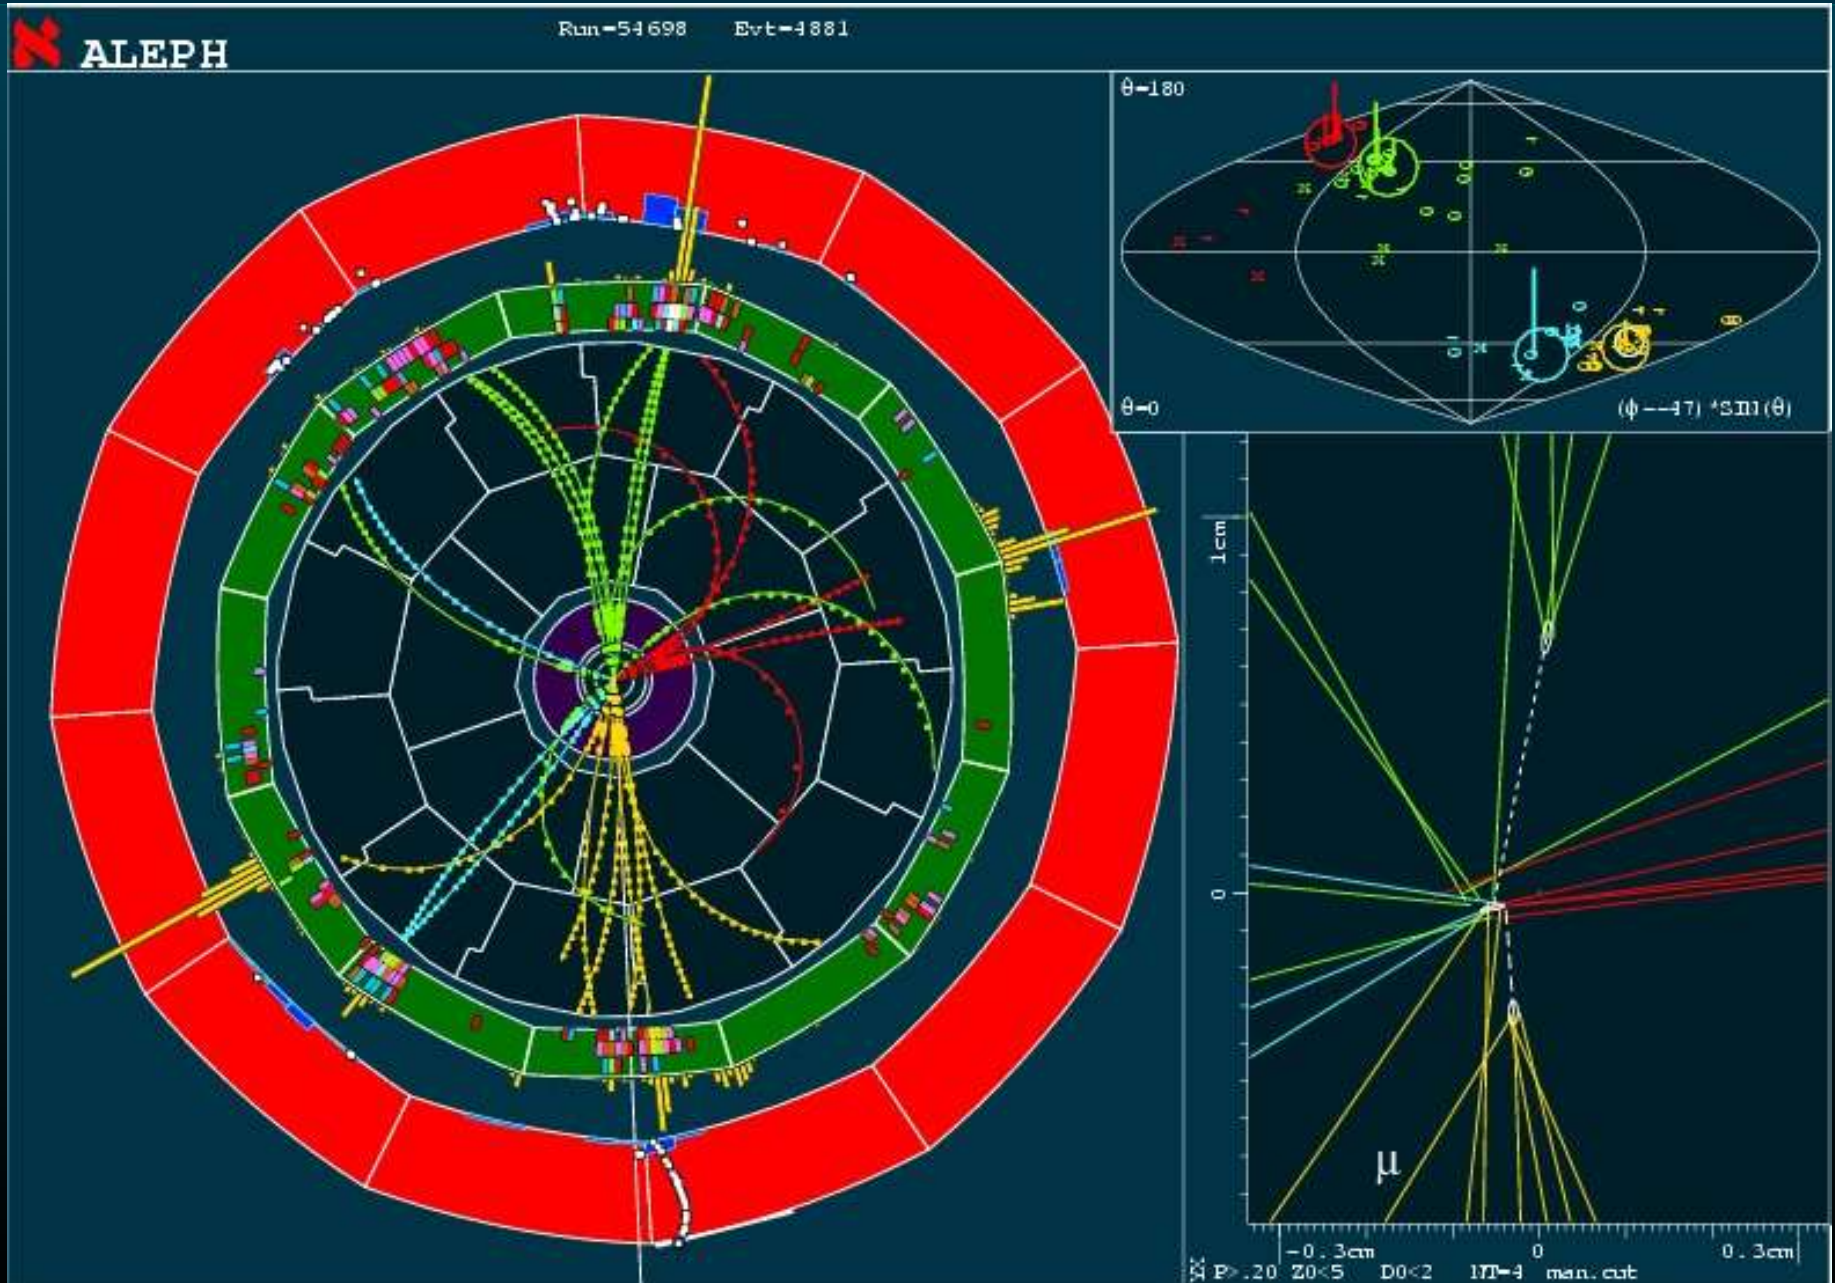 Run=54698 Evt=4881
ℵ ALEPH
θ=180
θ=0 (ϕ--47)*SIN(θ)
1cm
0
μ
-0.3cm 0 0.3cm
P>.20 Z0<5 D0<2 NT=4 man.cut